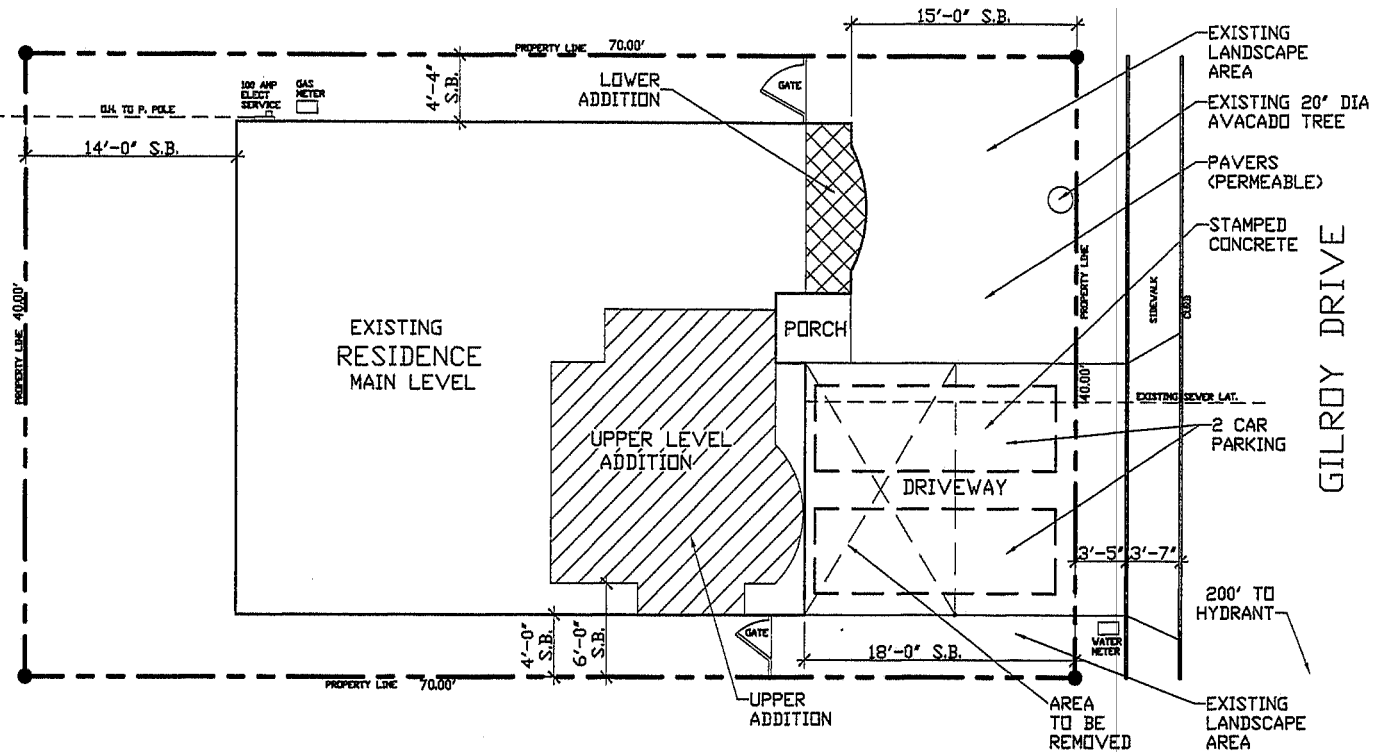 15'-0" S.B.
PROPERTY LINE 70.00'
EXISTING
LANDSCAPE
AREA
4'-4"
S.B.
LOWER
ADDITION
GATE
100 AMP
ELECT
SERVICE
GAS
METER
O.H. TO P. POLE
EXISTING 20" DIA
AVACADO TREE
14'-0" S.B.
PAVERS
(PERMEABLE)
STAMPED
CONCRETE
PROPERTY LINE
SIDEWALK
CURB
GILROY DRIVE
PROPERTY LINE 40.00'
EXISTING
RESIDENCE
MAIN LEVEL
PORCH
40.00'
EXISTING SEWER LAT.
UPPER LEVEL
ADDITION
2 CAR
PARKING
DRIVEWAY
3'-5"
3'-7"
200' TO
HYDRANT
4'-0"
S.B.
6'-0"
S.B.
GATE
18'-0" S.B.
WATER
METER
PROPERTY LINE 70.00'
UPPER
ADDITION
AREA
TO BE
REMOVED
EXISTING
LANDSCAPE
AREA